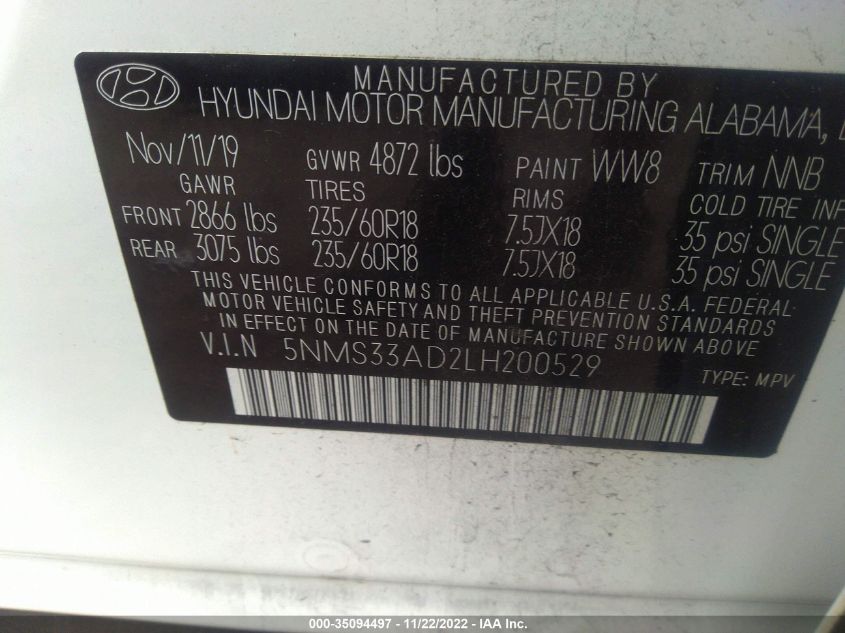 MANUFACTURED BY
HYUNDAI MOTOR MANUFACTURING ALABAMA,
Nov/11/19 GVWR 4872 lbs PAINT WW8 TRIM NNB
GAWR TIRES RIMS COLD TIRE INF
FRONT 2866 lbs 235/60R18 7.5JX18 35 psi SINGLE
REAR 3075 lbs 235/60R18 7.5JX18 35 psi SINGLE
THIS VEHICLE CONFORMS TO ALL APPLICABLE U.S.A. FEDERAL
MOTOR VEHICLE SAFETY AND THEFT PREVENTION STANDARDS
IN EFFECT ON THE DATE OF MANUFACTURE SHOWN ABOVE
V.I.N 5NMS33AD2LH200529
TYPE: MPV
000-35094497 - 11/22/2022 - IAA Inc.